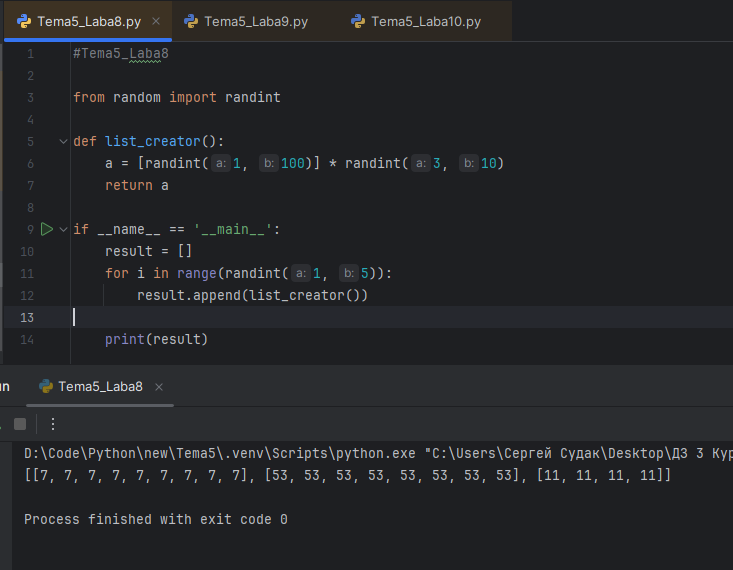 Tema5_Laba8.py × Tema5_Laba9.py Tema5_Laba10.py
1 #Tema5_Laba8
2
3 from random import randint
4
5 def list_creator():
6 a = [randint( a: 1, b: 100)] * randint( a: 3, b: 10)
7 return a
8
9 if __name__ == '__main__':
10 result = []
11 for i in range(randint( a: 1, b: 5)):
12 result.append(list_creator())
13
14 print(result)
Tema5_Laba8 ×
D:\Code\Python\new\Tema5\.venv\Scripts\python.exe "C:\Users\Сергей Судак\Desktop\ДЗ 3 Кур
[[7, 7, 7, 7, 7, 7, 7, 7, 7], [53, 53, 53, 53, 53, 53, 53, 53], [11, 11, 11, 11]]
Process finished with exit code 0